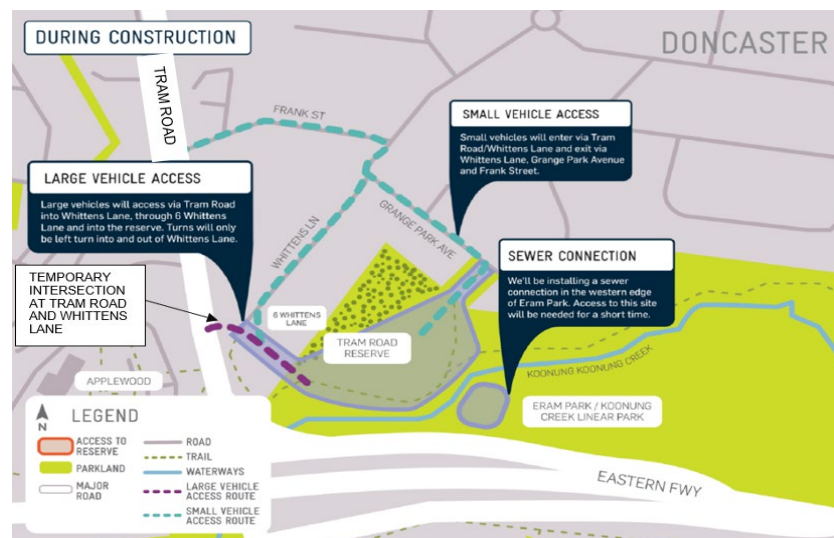 DURING CONSTRUCTION
DONCASTER
TRAM ROAD
FRANK ST
SMALL VEHICLE ACCESS
Small vehicles will enter via Tram
Road/Whittens Lane and exit via
Whittens Lane, Grange Park Avenue
and Frank Street.
LARGE VEHICLE ACCESS
Large vehicles will access via Tram Road
into Whittens Lane, through 6 Whittens
Lane and into the reserve. Turns will only
be left turn into and out of Whittens Lane.
WHITTENS LN
GRANGE PARK AVE
SEWER CONNECTION
We'll be installing a sewer
connection in the western edge
of Eram Park. Access to this site
will be needed for a short time.
TEMPORARY
INTERSECTION
AT TRAM ROAD
AND WHITTENS
LANE
6 WHITTENS
LANE
TRAM ROAD
RESERVE
KOONUNG KOONUNG CREEK
APPLEWOOD
ERAM PARK / KOONUNG
CREEK LINEAR PARK
EASTERN FWY
N
LEGEND
ACCESS TO
RESERVE
PARKLAND
MAJOR
ROAD
ROAD
TRAIL
WATERWAYS
LARGE VEHICLE
ACCESS ROUTE
SMALL VEHICLE
ACCESS ROUTE